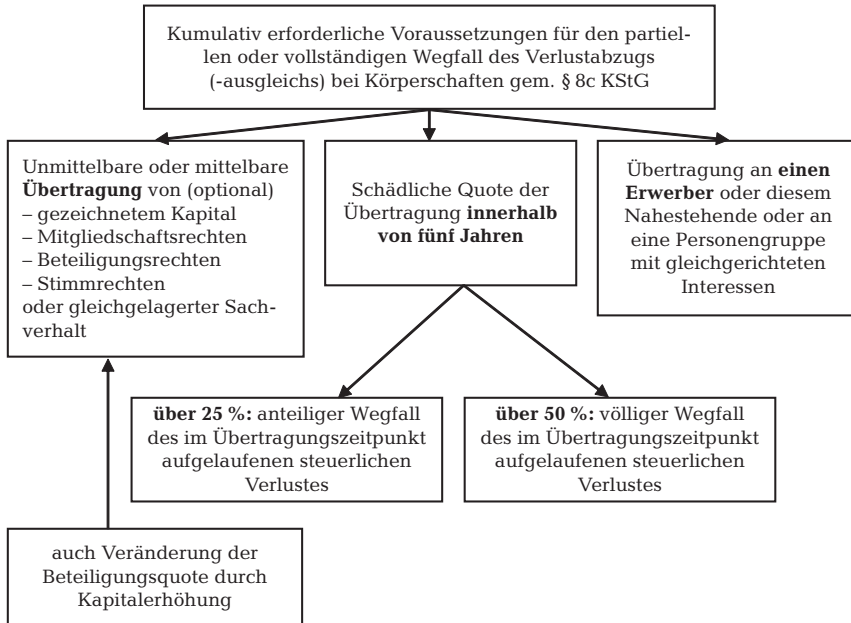 Kumulativ erforderliche Voraussetzungen für den partiel-
len oder vollständigen Wegfall des Verlustabzugs
(-ausgleichs) bei Körperschaften gem. § 8c KStG
Unmittelbare oder mittelbare
Übertragung von (optional)
– gezeichnetem Kapital
– Mitgliedschaftsrechten
– Beteiligungsrechten
– Stimmrechten
oder gleichgelagerter Sach-
verhalt
Schädliche Quote der
Übertragung innerhalb
von fünf Jahren
Übertragung an einen
Erwerber oder diesem
Nahestehende oder an
eine Personengruppe
mit gleichgerichteten
Interessen
über 25 %: anteiliger Wegfall
des im Übertragungszeitpunkt
aufgelaufenen steuerlichen
Verlustes
über 50 %: völliger Wegfall
des im Übertragungszeitpunkt
aufgelaufenen steuerlichen
Verlustes
auch Veränderung der
Beteiligungsquote durch
Kapitalerhöhung